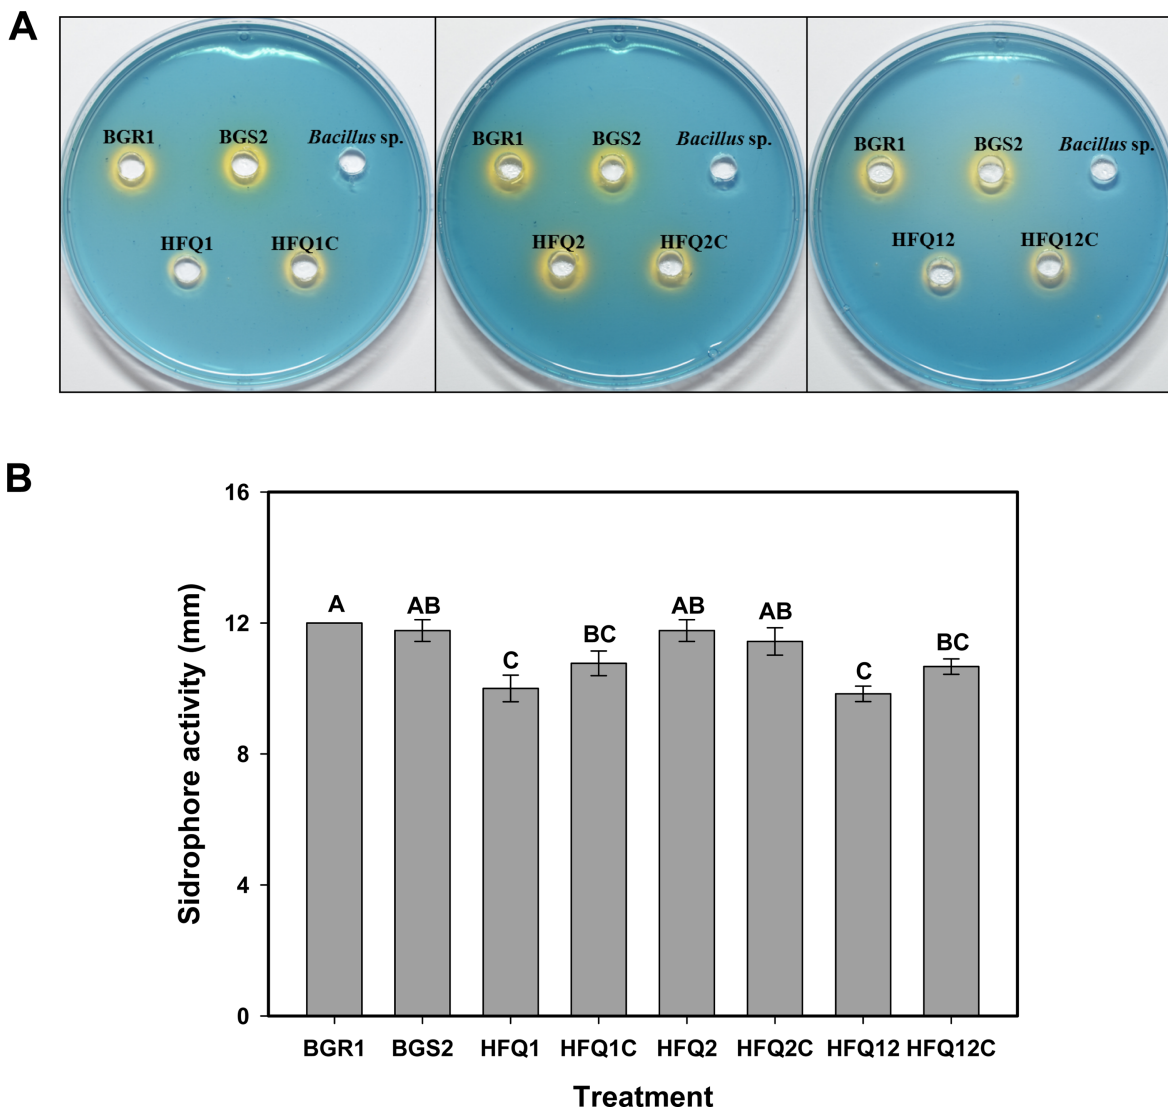 A
BGR1 BGS2 Bacillus sp.
HFQ1 HFQ1C
BGR1 BGS2 Bacillus sp.
HFQ2 HFQ2C
BGR1 BGS2 Bacillus sp.
HFQ12 HFQ12C
B
Sidrophore activity (mm)
16
12
8
4
0
A AB C BC AB AB C BC
BGR1 BGS2 HFQ1 HFQ1C HFQ2 HFQ2C HFQ12 HFQ12C
Treatment